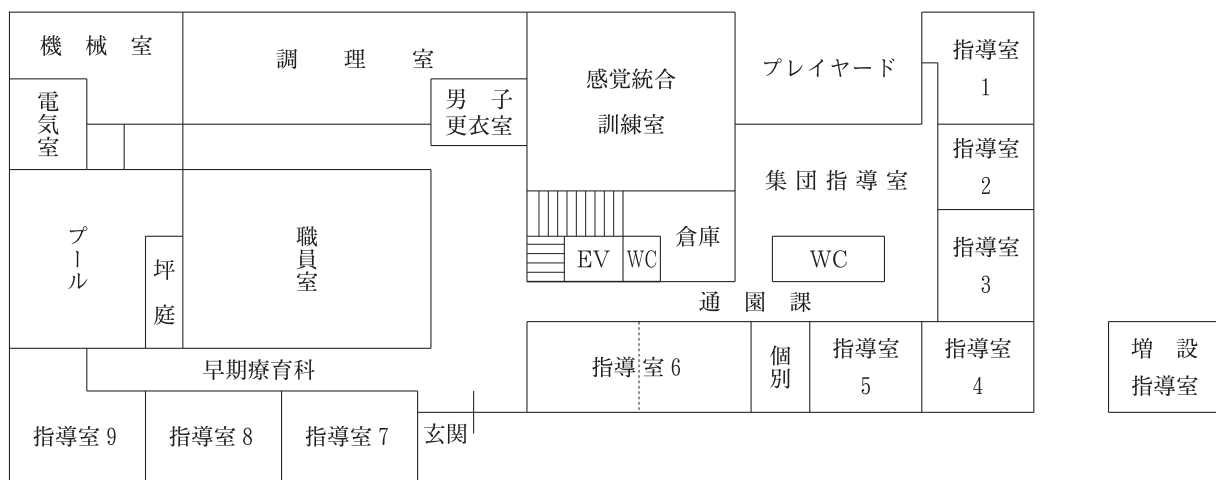 機械室
調理室
感覚統合
訓練室
プレイヤード
指導室
1
電気室
男子
更衣室
指導室
2
集団指導室
プール
坪庭
職員室
倉庫
EV
WC
WC
指導室
3
通園課
早期療育科
指導室6
個別
指導室
5
指導室
4
増設
指導室
指導室9
指導室8
指導室7
玄関